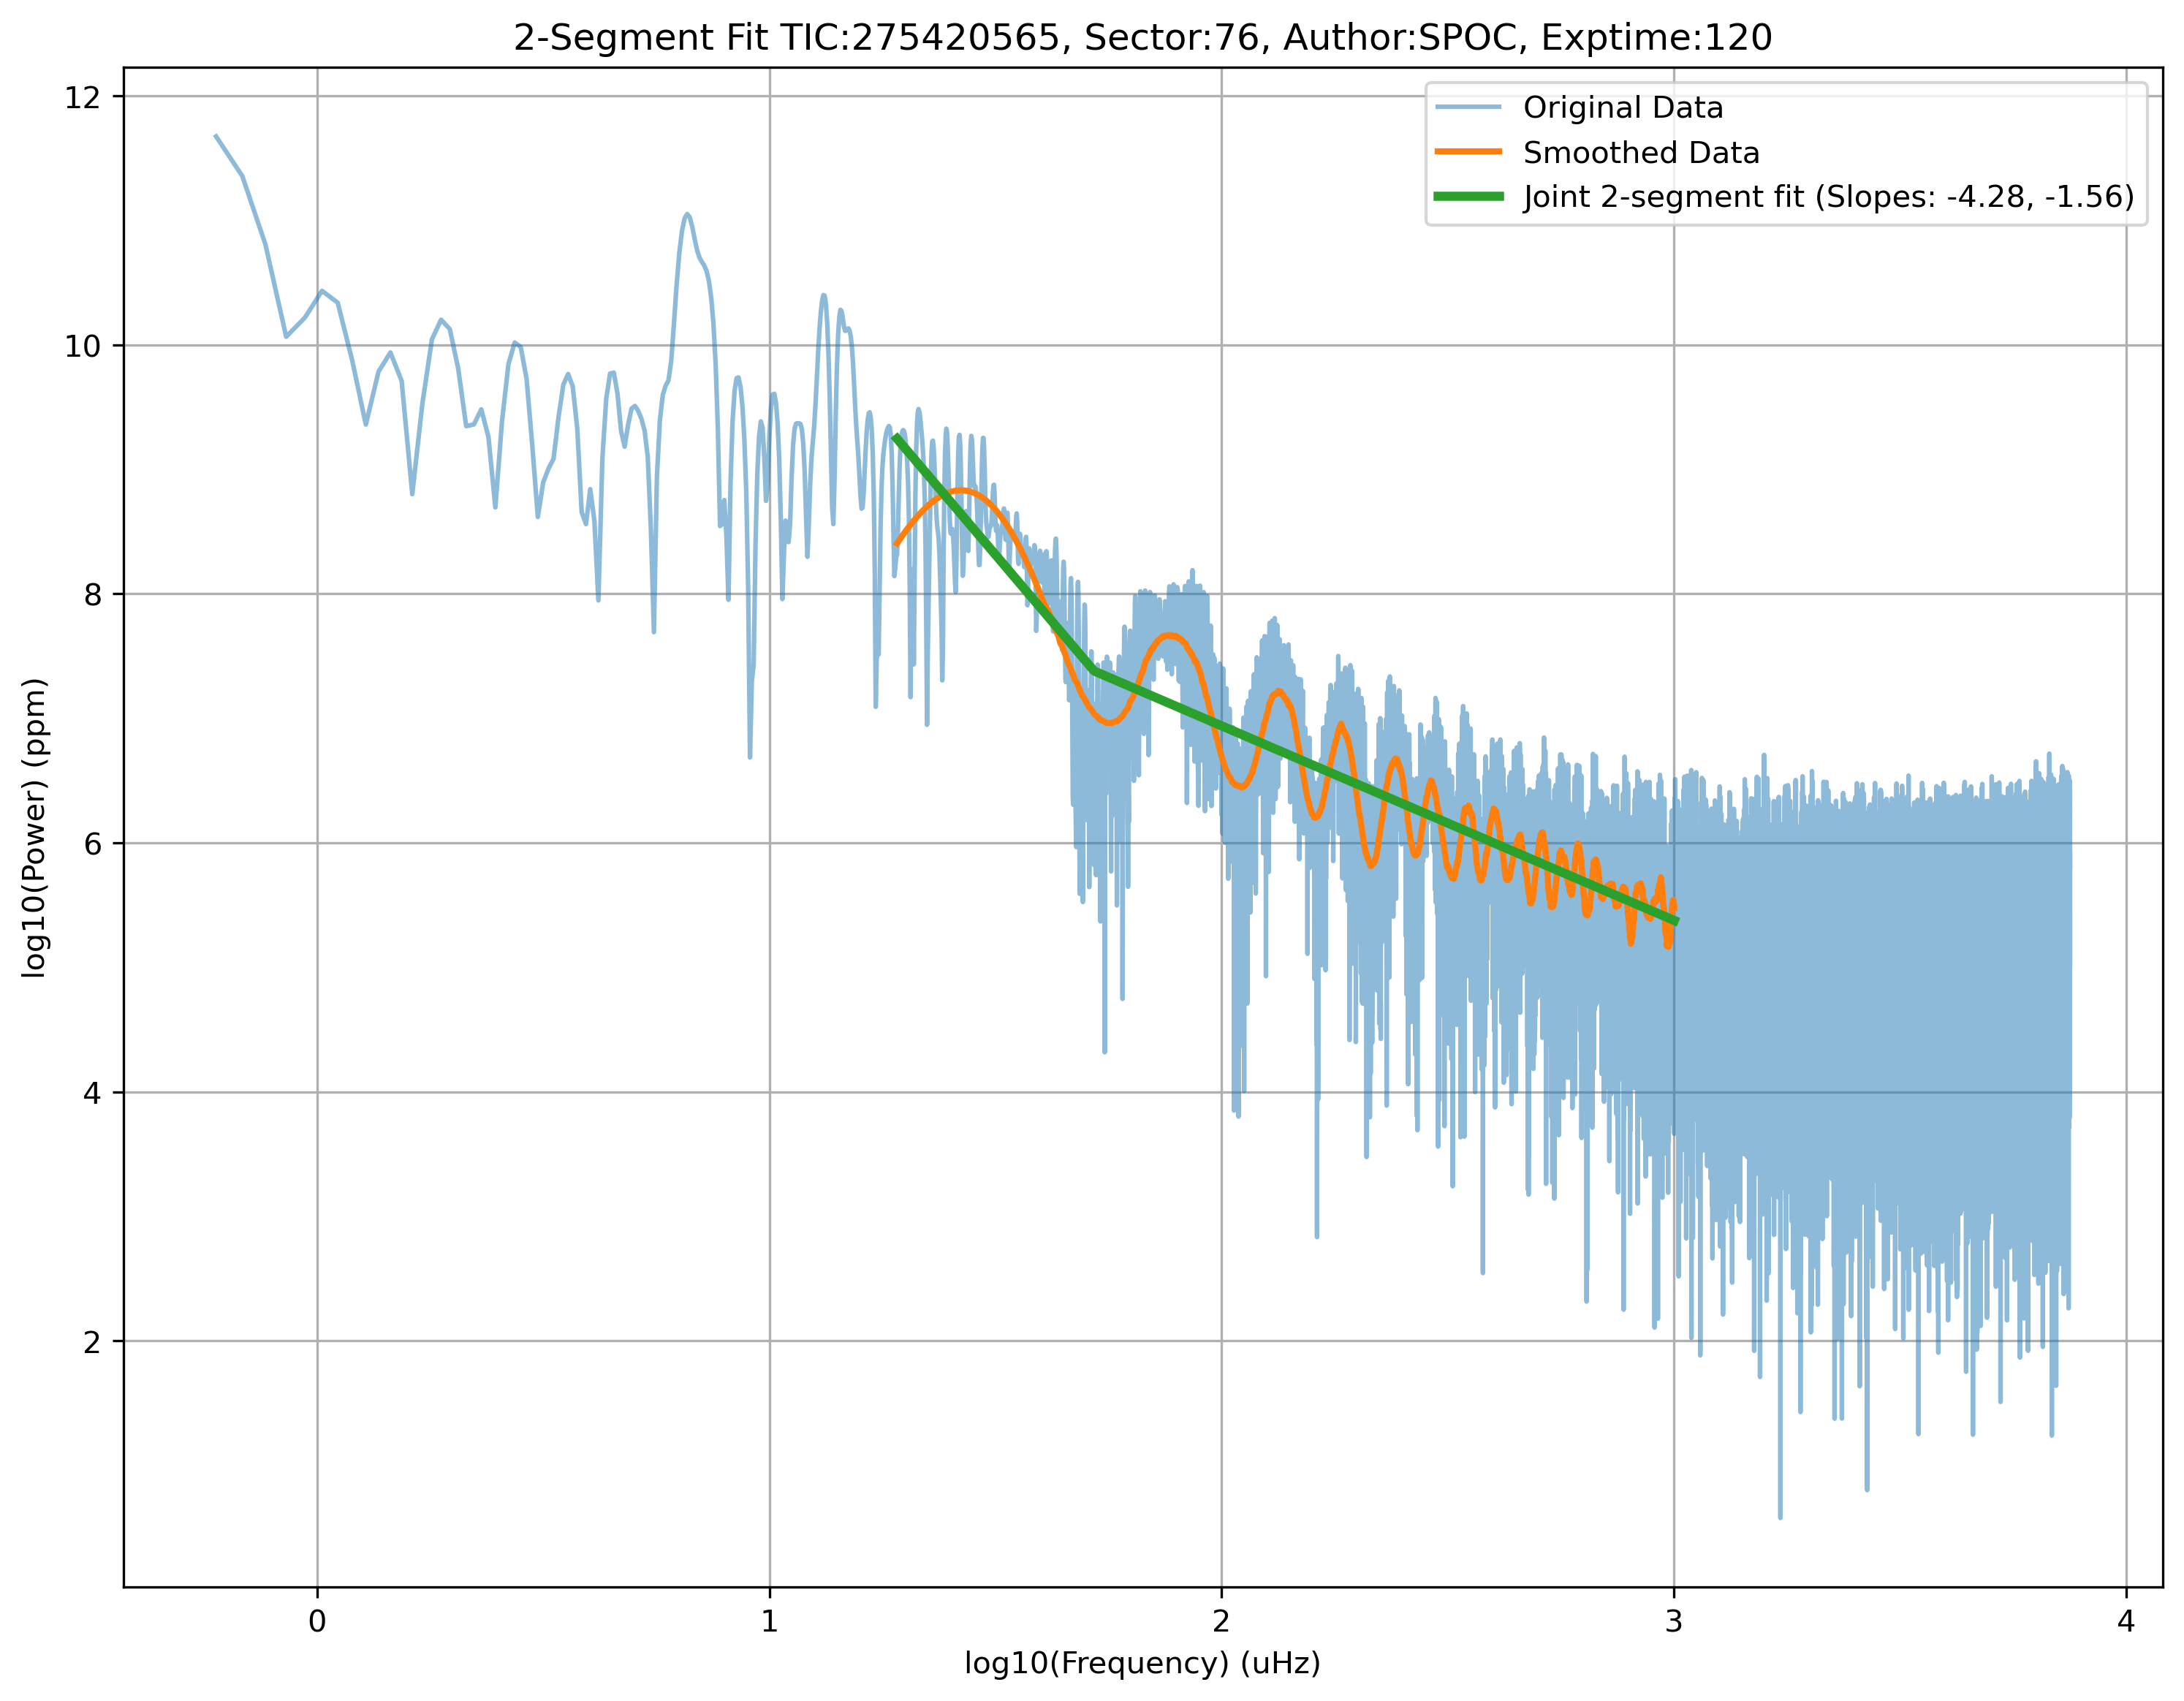 2-Segment Fit TIC:275420565, Sector:76, Author:SPOC, Exptime:120
Original Data
Smoothed Data
Joint 2-segment fit (Slopes: -4.28, -1.56)
log10(Power) (ppm)
12
10
8
6
4
2
0 1 2 3 4
log10(Frequency) (uHz)